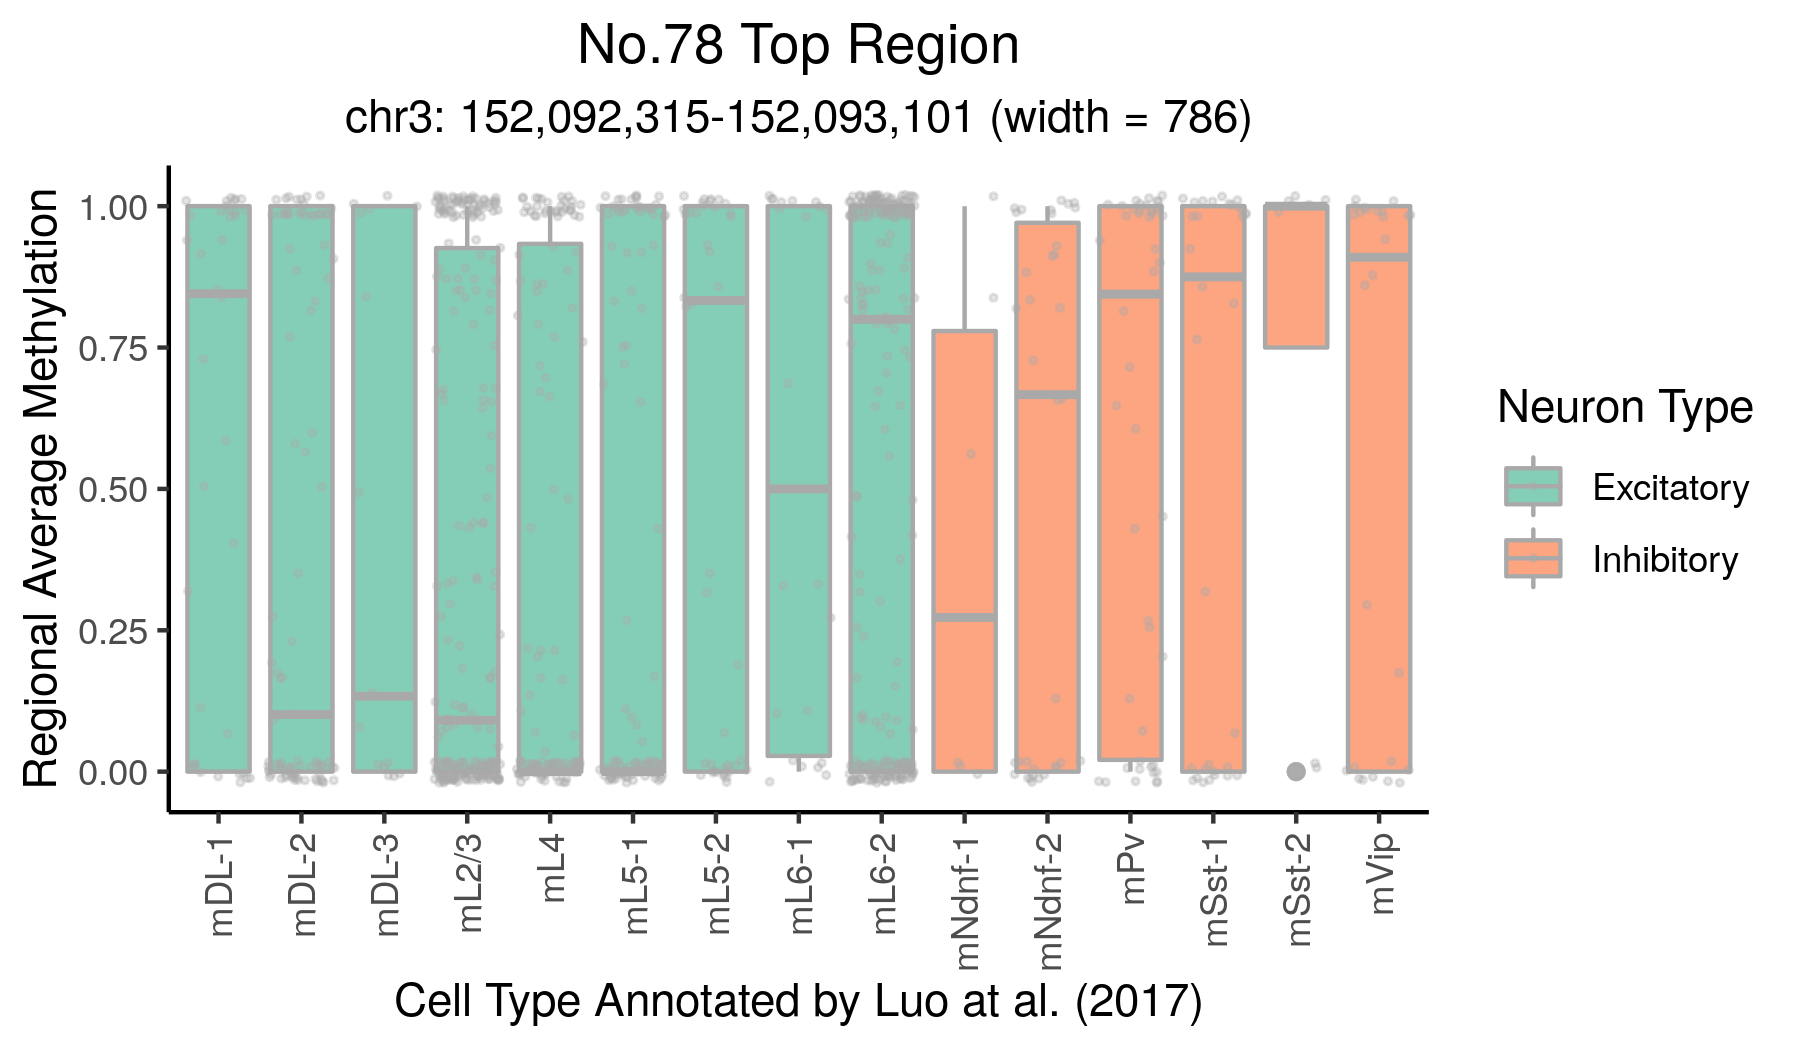 No.78 Top Region
chr3: 152,092,315-152,093,101 (width = 786)
Regional Average Methylation
1.00
0.75
0.50
0.25
0.00
mDL-1
mDL-2
mDL-3
mL2/3
mL4
mL5-1
mL5-2
mL6-1
mL6-2
mNdnf-1
mNdnf-2
mPv
mSst-1
mSst-2
mVip
Cell Type Annotated by Luo at al. (2017)
Neuron Type
Excitatory
Inhibitory